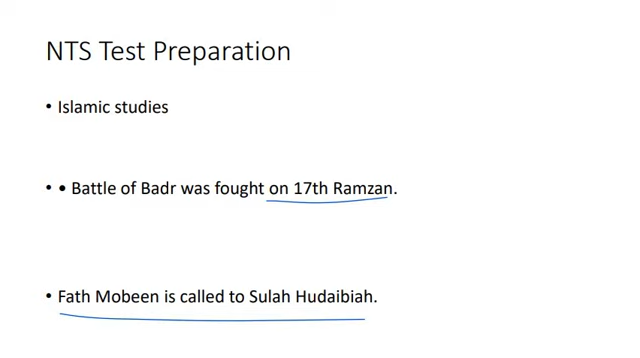 NTS Test Preparation
• Islamic studies
• • Battle of Badr was fought on 17th Ramzan.
• Fath Mobeen is called to Sulah Hudaibiah.